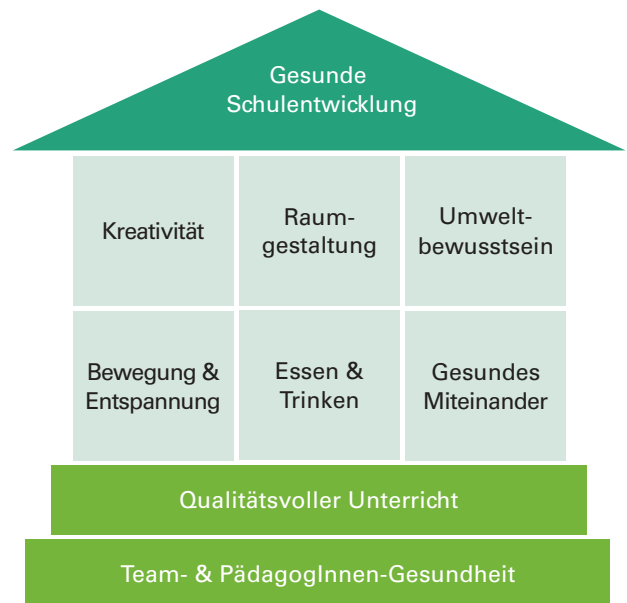 Gesunde
Schulentwicklung
Kreativität
Raum-
gestaltung
Umwelt-
bewusstsein
Bewegung &
Entspannung
Essen &
Trinken
Gesundes
Miteinander
Qualitätsvoller Unterricht
Team- & PädagogInnen-Gesundheit